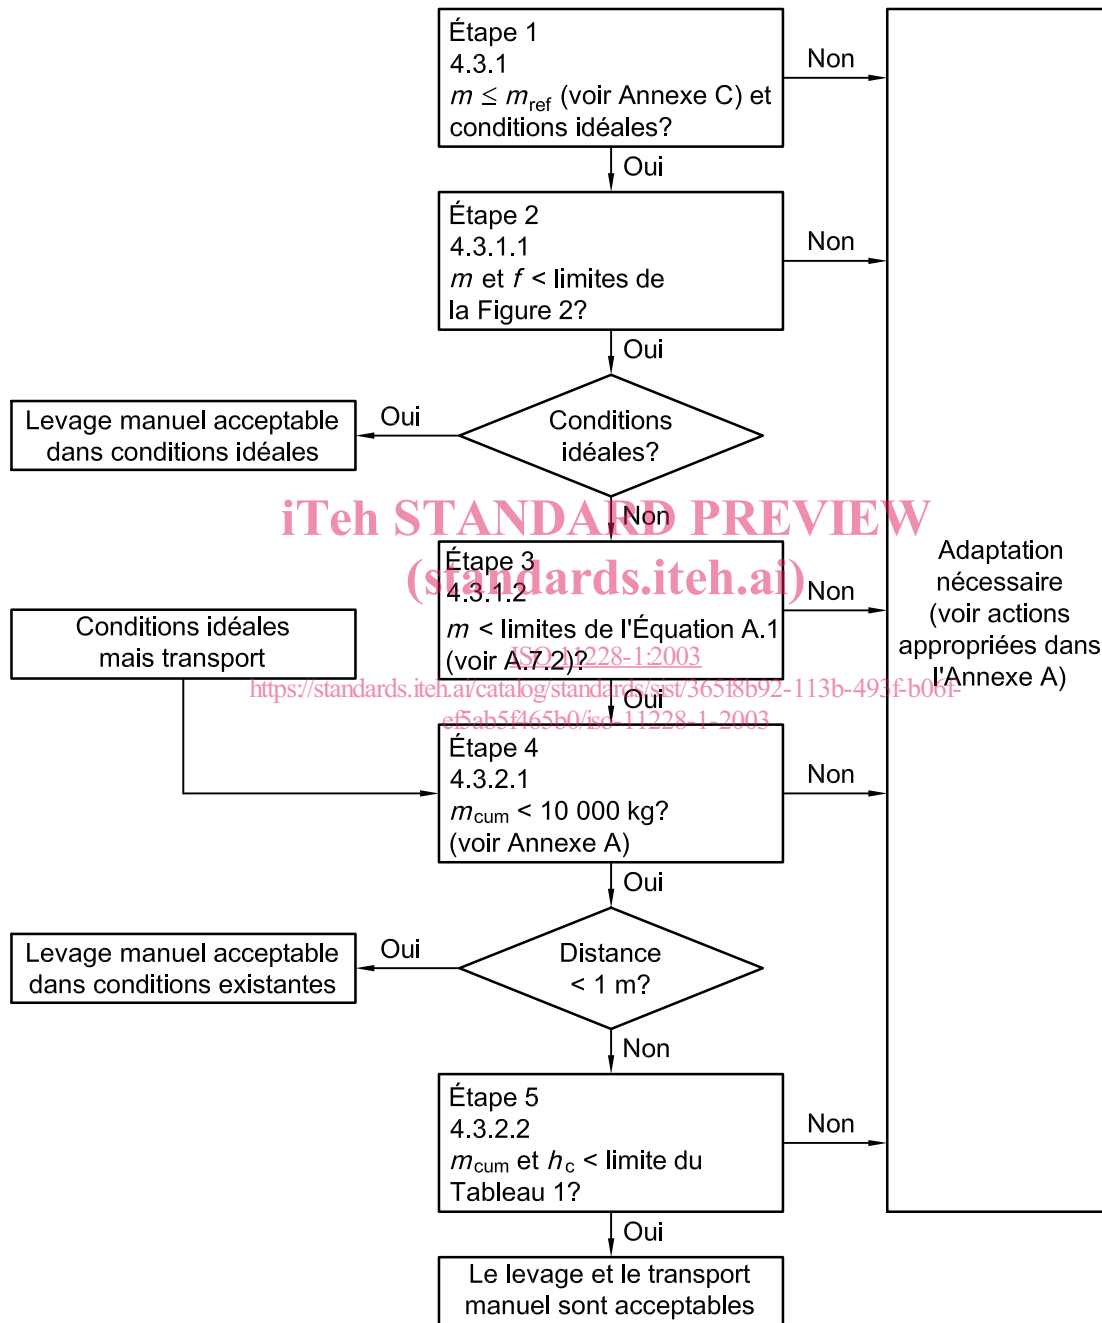 Étape 1
4.3.1
m ≤ mref (voir Annexe C) et
conditions idéales?
Non
Oui
Étape 2
4.3.1.1
m et f < limites de
la Figure 2?
Non
Oui
Conditions
idéales?
Oui
Levage manuel acceptable
dans conditions idéales
Non
iTeh STANDARD PREVIEW
(standards.iteh.ai)
Étape 3
4.3.1.2
m < limites de l'Équation A.1
(voir A.7.2)?
Non
Adaptation
nécessaire
(voir actions
appropriées dans
l'Annexe A)
Conditions idéales
mais transport
ISO 11228-1:2003
https://standards.iteh.ai/catalog/standards/sist/365f8b92-113b-493f-b06f-
ef5ab5f465b0/iso-11228-1-2003
Oui
Étape 4
4.3.2.1
mcum < 10 000 kg?
(voir Annexe A)
Non
Oui
Distance
< 1 m?
Oui
Levage manuel acceptable
dans conditions existantes
Non
Étape 5
4.3.2.2
mcum et hc < limite du
Tableau 1?
Non
Oui
Le levage et le transport
manuel sont acceptables